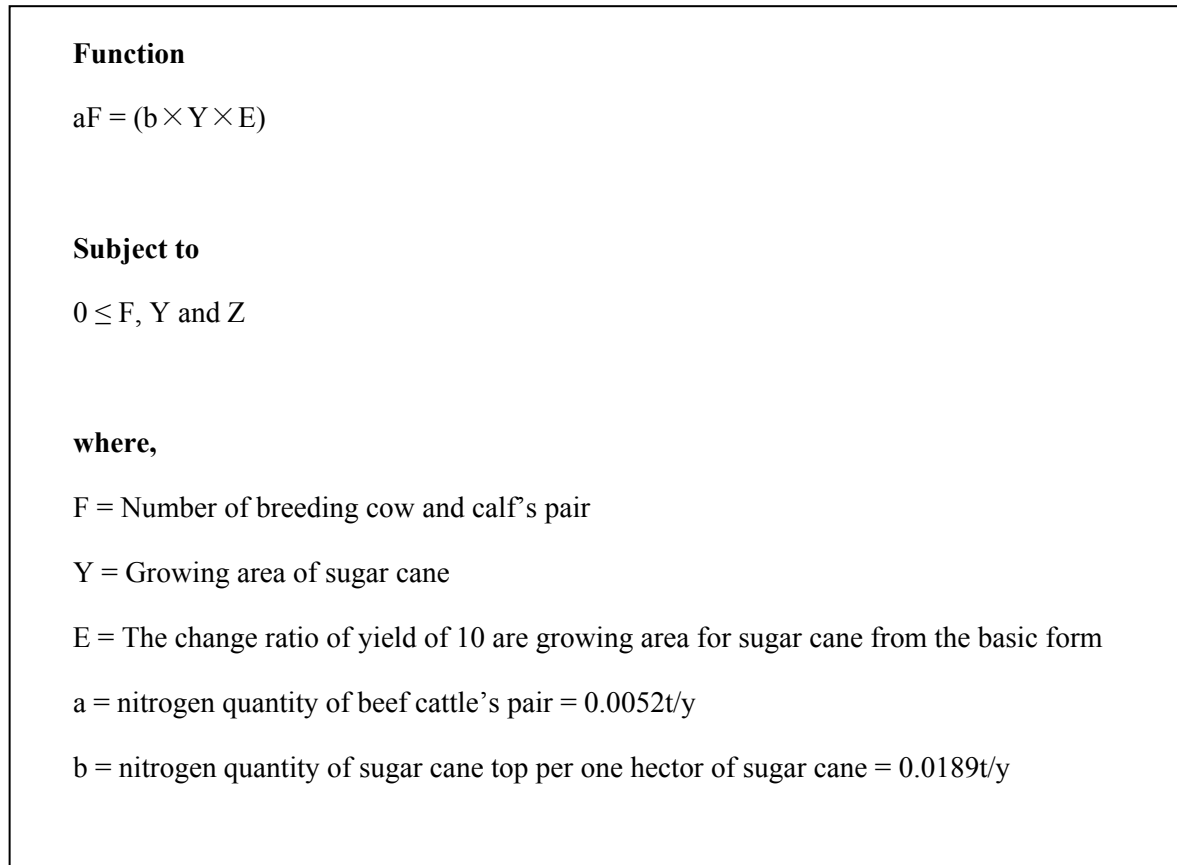 Function
aF = (b×Y×E)
Subject to
0 ≤ F, Y and Z
where,
F = Number of breeding cow and calf’s pair
Y = Growing area of sugar cane
E = The change ratio of yield of 10 are growing area for sugar cane from the basic form
a = nitrogen quantity of beef cattle’s pair = 0.0052t/y
b = nitrogen quantity of sugar cane top per one hector of sugar cane = 0.0189t/y